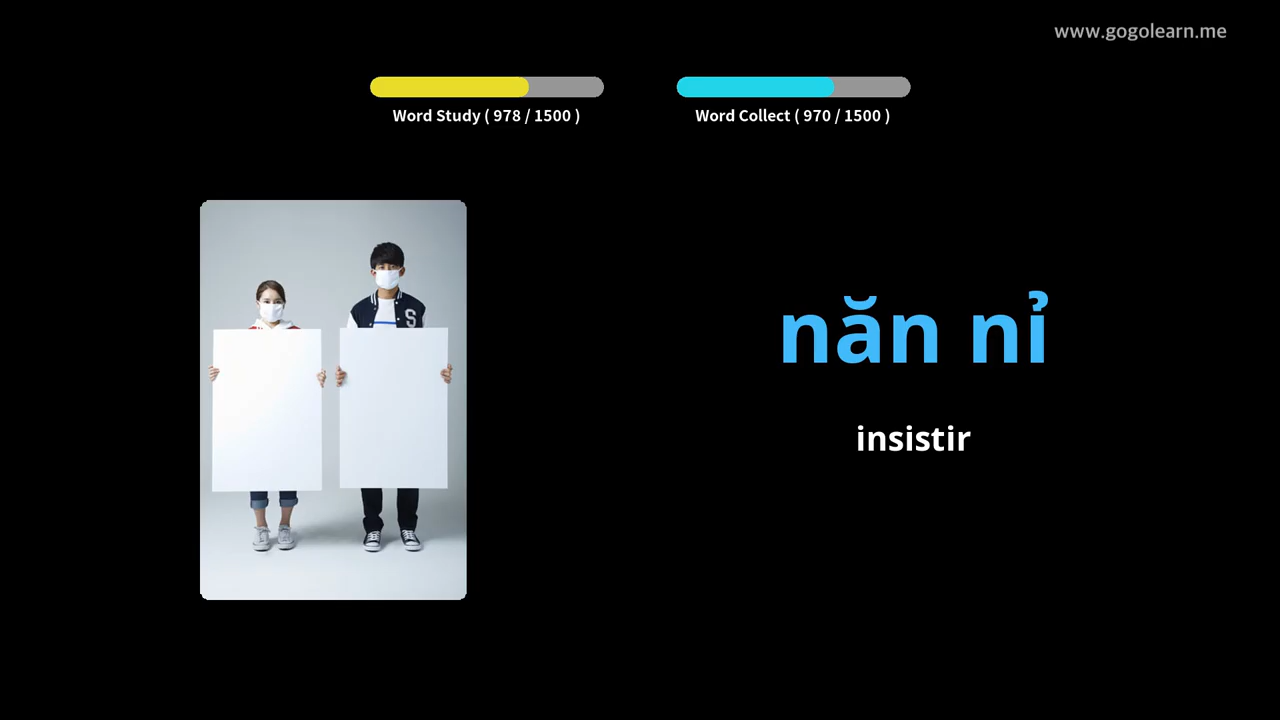 www.gogolearn.me
Word Study ( 978 / 1500 )
Word Collect ( 970 / 1500 )
S
năn nỉ
insistir